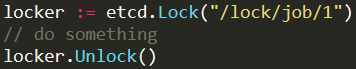 locker := etcd.Lock("/lock/job/1")
// do something
locker.Unlock()